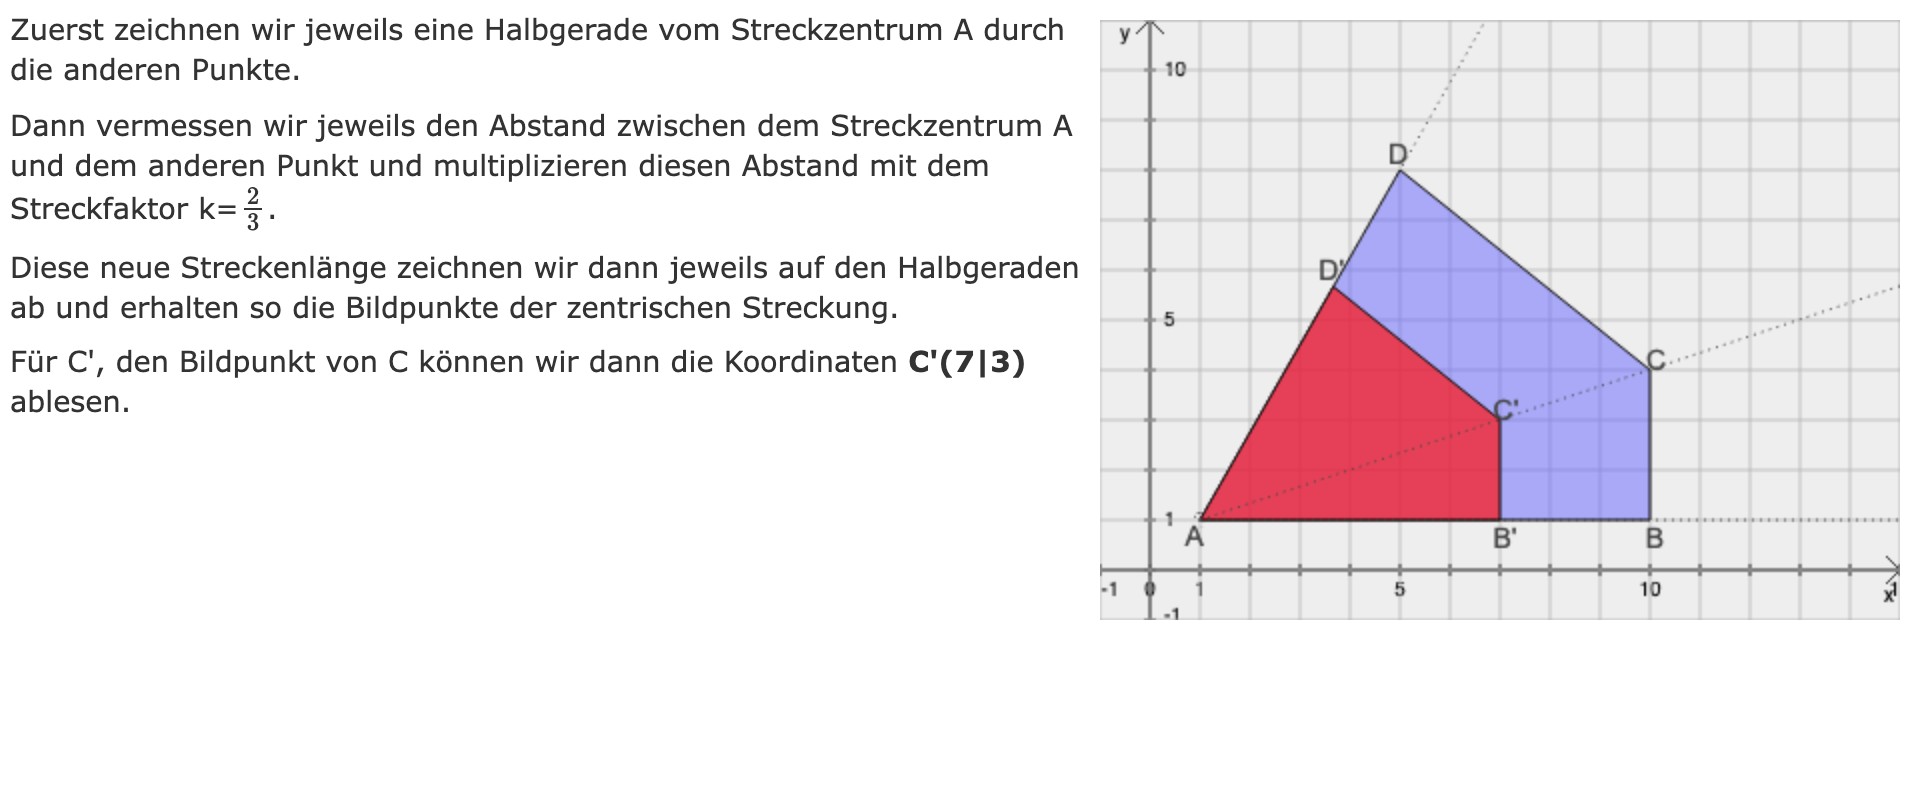 Zuerst zeichnen wir jeweils eine Halbgerade vom Streckzentrum A durch
die anderen Punkte.
Dann vermessen wir jeweils den Abstand zwischen dem Streckzentrum A
und dem anderen Punkt und multiplizieren diesen Abstand mit dem
Streckfaktor k=2/3.
Diese neue Streckenlänge zeichnen wir dann jeweils auf den Halbgeraden
ab und erhalten so die Bildpunkte der zentrischen Streckung.
Für C', den Bildpunkt von C können wir dann die Koordinaten C'(7|3)
ablesen.
y
10
D
D'
5
C
C'
1
A B' B
-1 0 1 5 10 x
-1